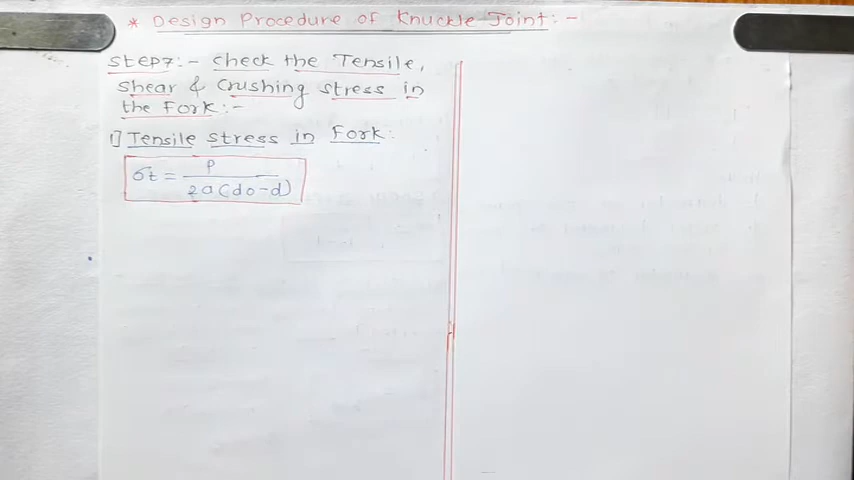 * Design Procedure of Knuckle Joint:-
Step7:- check the Tensile,
shear & crushing stress in
the Fork:-
1] Tensile stress in Fork:
σt = P / 2a(do-d)